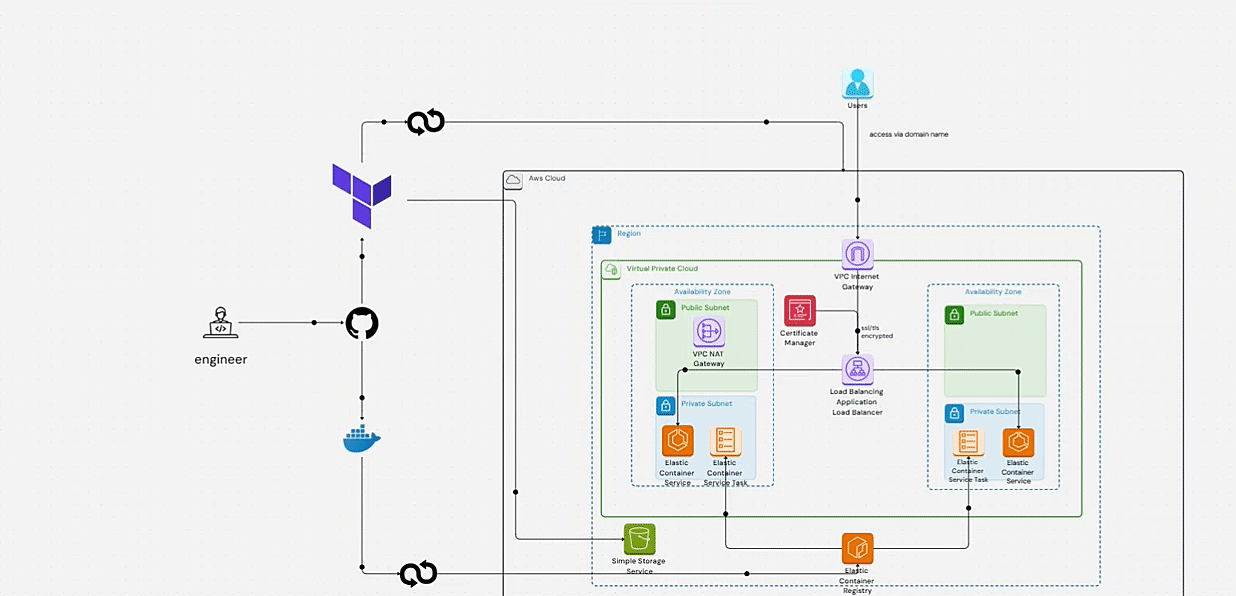 Users
access via domain name
Aws Cloud
Region
Virtual Private Cloud
VPC Internet
Gateway
Availability Zone
Public Subnet
VPC NAT
Gateway
Private Subnet
Elastic
Container
Service
Elastic
Container
Service Task
Certificate
Manager
ssl/tls
encrypted
Load Balancing
Application
Load Balancer
Availability Zone
Public Subnet
Private Subnet
Elastic
Container
Service Task
Elastic
Container
Service
engineer
Simple Storage
Service
Elastic
Container
Registry